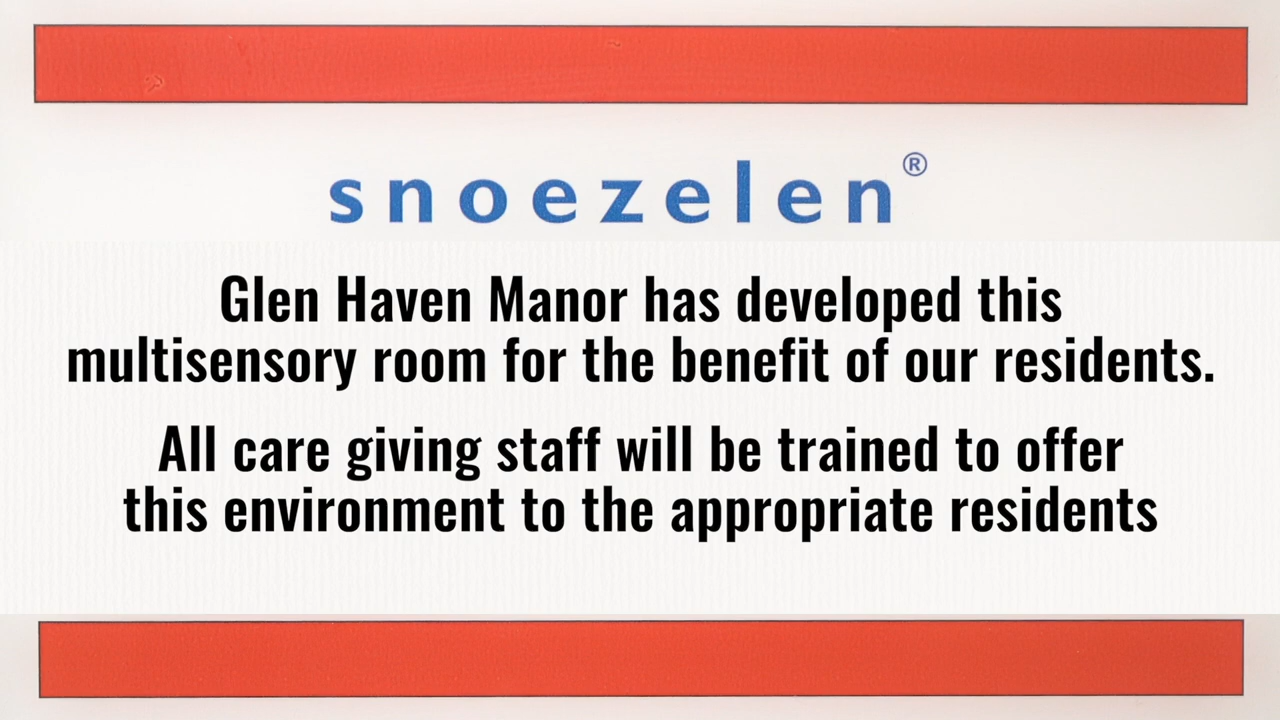 snoezelen®
Glen Haven Manor has developed this
multisensory room for the benefit of our residents.
All care giving staff will be trained to offer
this environment to the appropriate residents